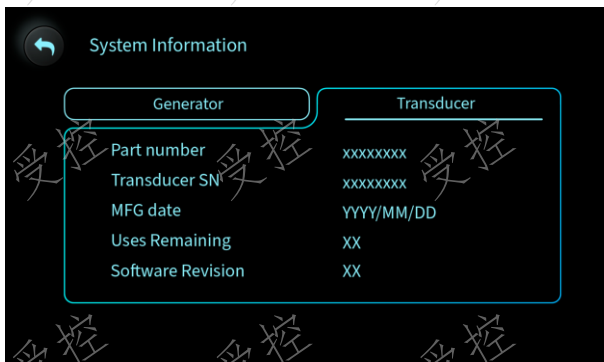 System Information
Generator
Transducer
Part number xxxxxxxx
Transducer SN xxxxxxxx
MFG date YYYY/MM/DD
Uses Remaining XX
Software Revision XX
受控
受控
受控
受控
受控
受控